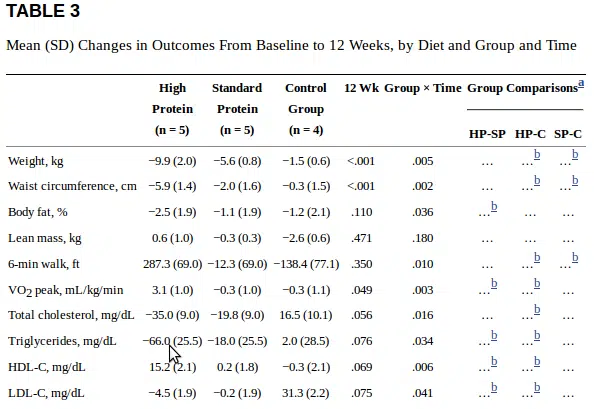 TABLE 3
Mean (SD) Changes in Outcomes From Baseline to 12 Weeks, by Diet and Group and Time
High Protein (n = 5) Standard Protein (n = 5) Control Group (n = 4) 12 Wk Group × Time Group Comparisonsa
HP-SP HP-C SP-C
Weight, kg −9.9 (2.0) −5.6 (0.8) −1.5 (0.6) <.001 .005 … …b …b
Waist circumference, cm −5.9 (1.4) −2.0 (1.6) −0.3 (1.5) <.001 .002 … …b …b
Body fat, % −2.5 (1.9) −1.1 (1.9) −1.2 (2.1) .110 .036 …b … …
Lean mass, kg 0.6 (1.0) −0.3 (0.3) −2.6 (0.6) .471 .180 … … …
6-min walk, ft 287.3 (69.0) −12.3 (69.0) −138.4 (77.1) .350 .010 … …b …b
VO2 peak, mL/kg/min 3.1 (1.0) −0.3 (1.0) −0.3 (1.1) .049 .003 …b …b …
Total cholesterol, mg/dL −35.0 (9.0) −19.8 (9.0) 16.5 (10.1) .056 .016 … …b …
Triglycerides, mg/dL −66.0 (25.5) −18.0 (25.5) 2.0 (28.5) .076 .034 …b …b …
HDL-C, mg/dL 15.2 (2.1) 0.2 (1.8) −0.3 (2.1) .069 .006 …b …b …
LDL-C, mg/dL −4.5 (1.9) −0.2 (1.9) 31.3 (2.2) .075 .041 …b …b …